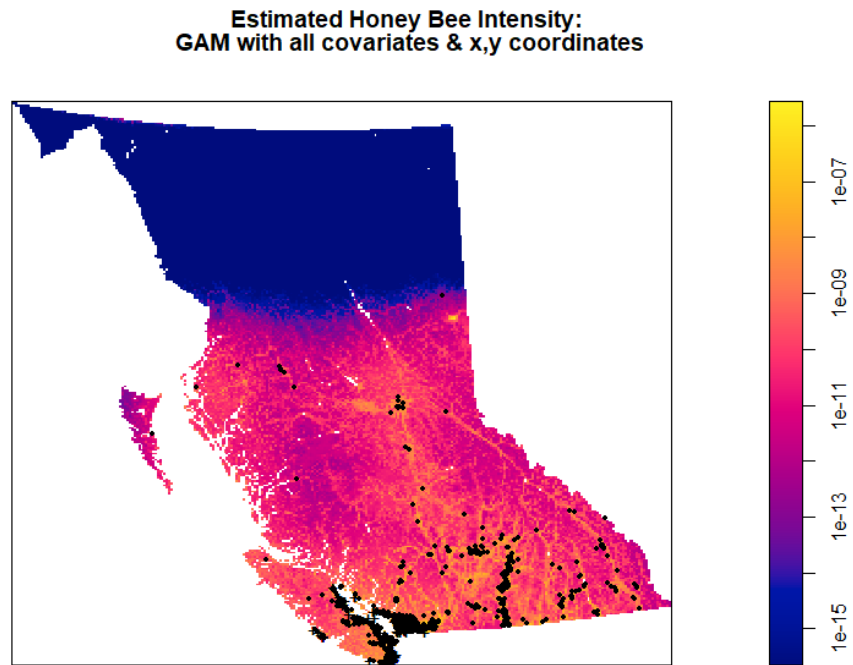 Estimated Honey Bee Intensity:
GAM with all covariates & x,y coordinates
1e-07
1e-09
1e-11
1e-13
1e-15